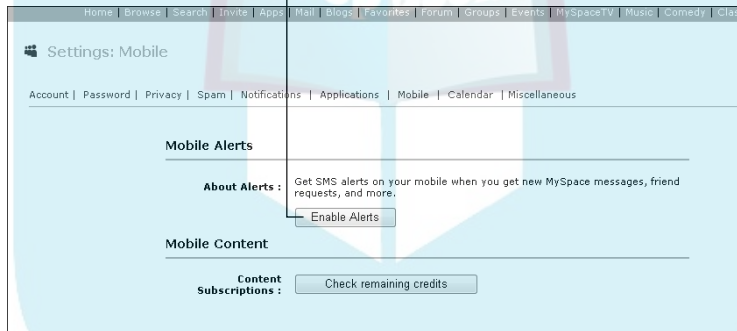 Home | Browse | Search | Invite | Apps | Mail | Blogs | Favorites | Forum | Groups | Events | MySpaceTV | Music | Comedy | Clas
Settings: Mobile
Account | Password | Privacy | Spam | Notifications | Applications | Mobile | Calendar | Miscellaneous
Mobile Alerts
About Alerts :
Get SMS alerts on your mobile when you get new MySpace messages, friend
requests, and more.
Enable Alerts
Mobile Content
Content
Subscriptions :
Check remaining credits